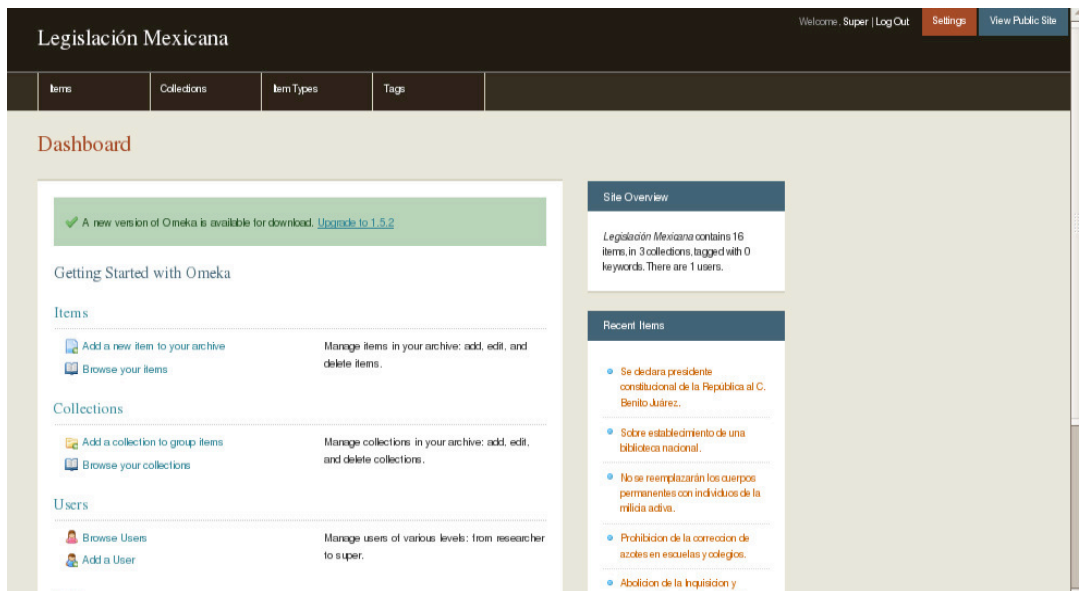 Welcome, Super | Log Out
Settings
View Public Site
Legislación Mexicana
Items
Collections
Item Types
Tags
Dashboard
A new version of Omeka is available for download. Upgrade to 1.5.2
Getting Started with Omeka
Items
Add a new item to your archive
Browse your items
Manage items in your archive: add, edit, and
delete items.
Collections
Add a collection to group items
Browse your collections
Manage collections in your archive: add, edit,
and delete collections.
Users
Browse Users
Add a User
Manage users of various levels: from researcher
to super.
Site Overview
Legislación Mexicana contains 16
items, in 3 collections, tagged with 0
keywords. There are 1 users.
Recent Items
Se declara presidente
constitucional de la República al C.
Benito Juárez.
Sobre establecimiento de una
biblioteca nacional.
No se reemplazarán los cuerpos
permanentes con individuos de la
milicia activa.
Prohibicion de la correccion de
azotes en escuelas y colegios.
Abolicion de la Inquisicion y